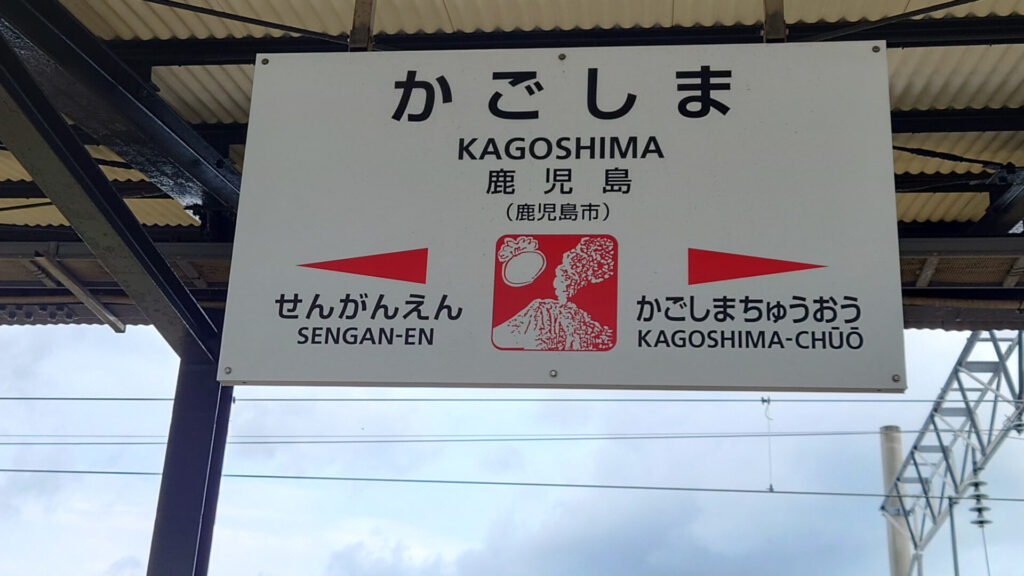 かごしま
KAGOSHIMA
鹿児島
（鹿児島市）
せんがんえん
SENGAN-EN
かごしまちゅうおう
KAGOSHIMA-CHŪŌ